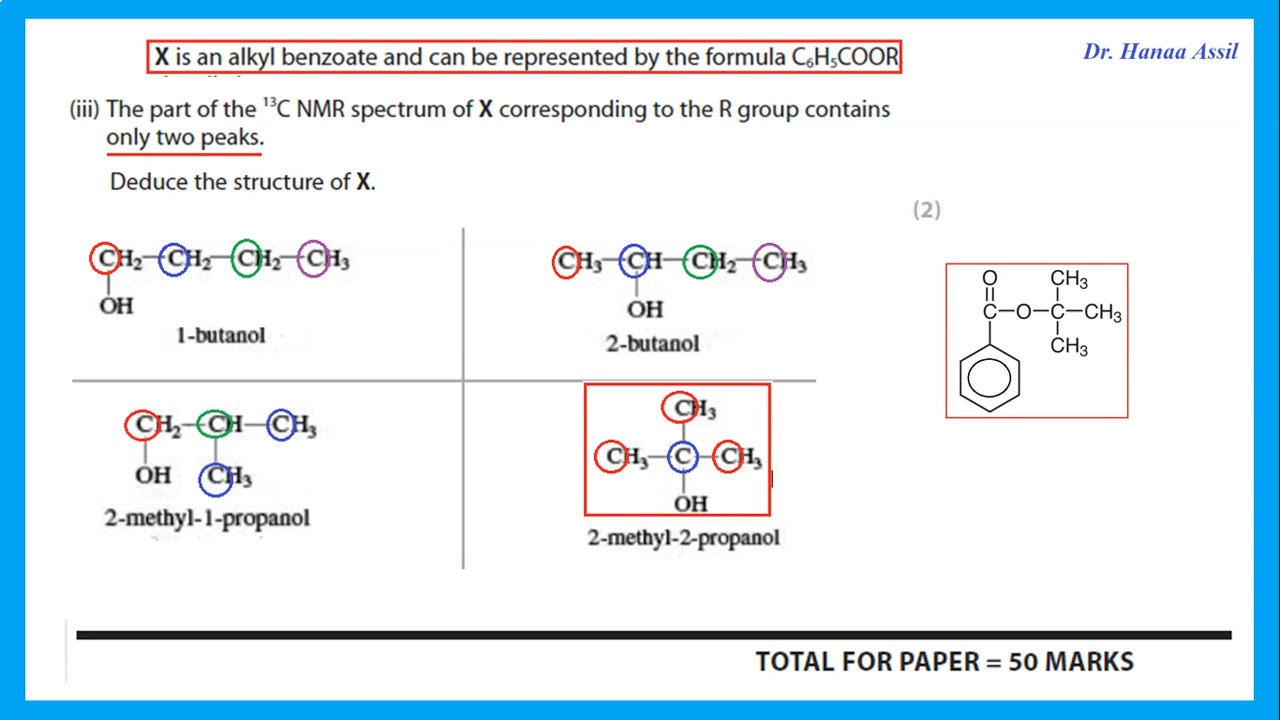 X is an alkyl benzoate and can be represented by the formula C₆H₅COOR
Dr. Hanaa Assil
(iii) The part of the ¹³C NMR spectrum of X corresponding to the R group contains
only two peaks.
Deduce the structure of X.
(2)
CH₂—CH₂—CH₂—CH₃
OH
1-butanol
CH₃—CH—CH₂—CH₃
OH
2-butanol
O CH₃
C—O—C—CH₃
CH₃
CH₂—CH—CH₃
OH CH₃
2-methyl-1-propanol
CH₃
CH₃—C—CH₃
OH
2-methyl-2-propanol
TOTAL FOR PAPER = 50 MARKS